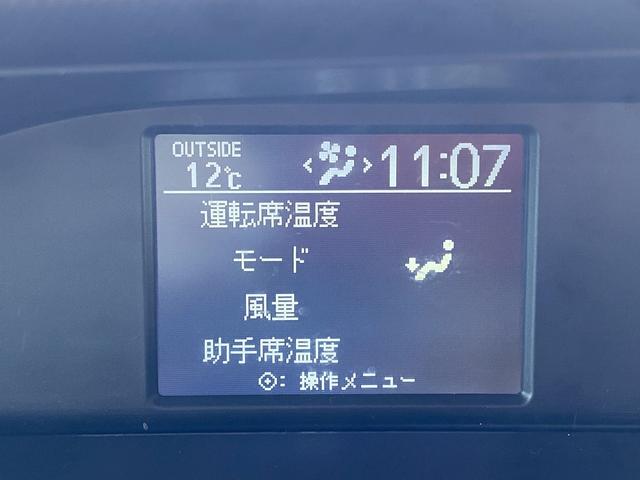 OUTSIDE
12℃ 11:07
運転席温度
モード
風量
助手席温度
: 操作メニュー